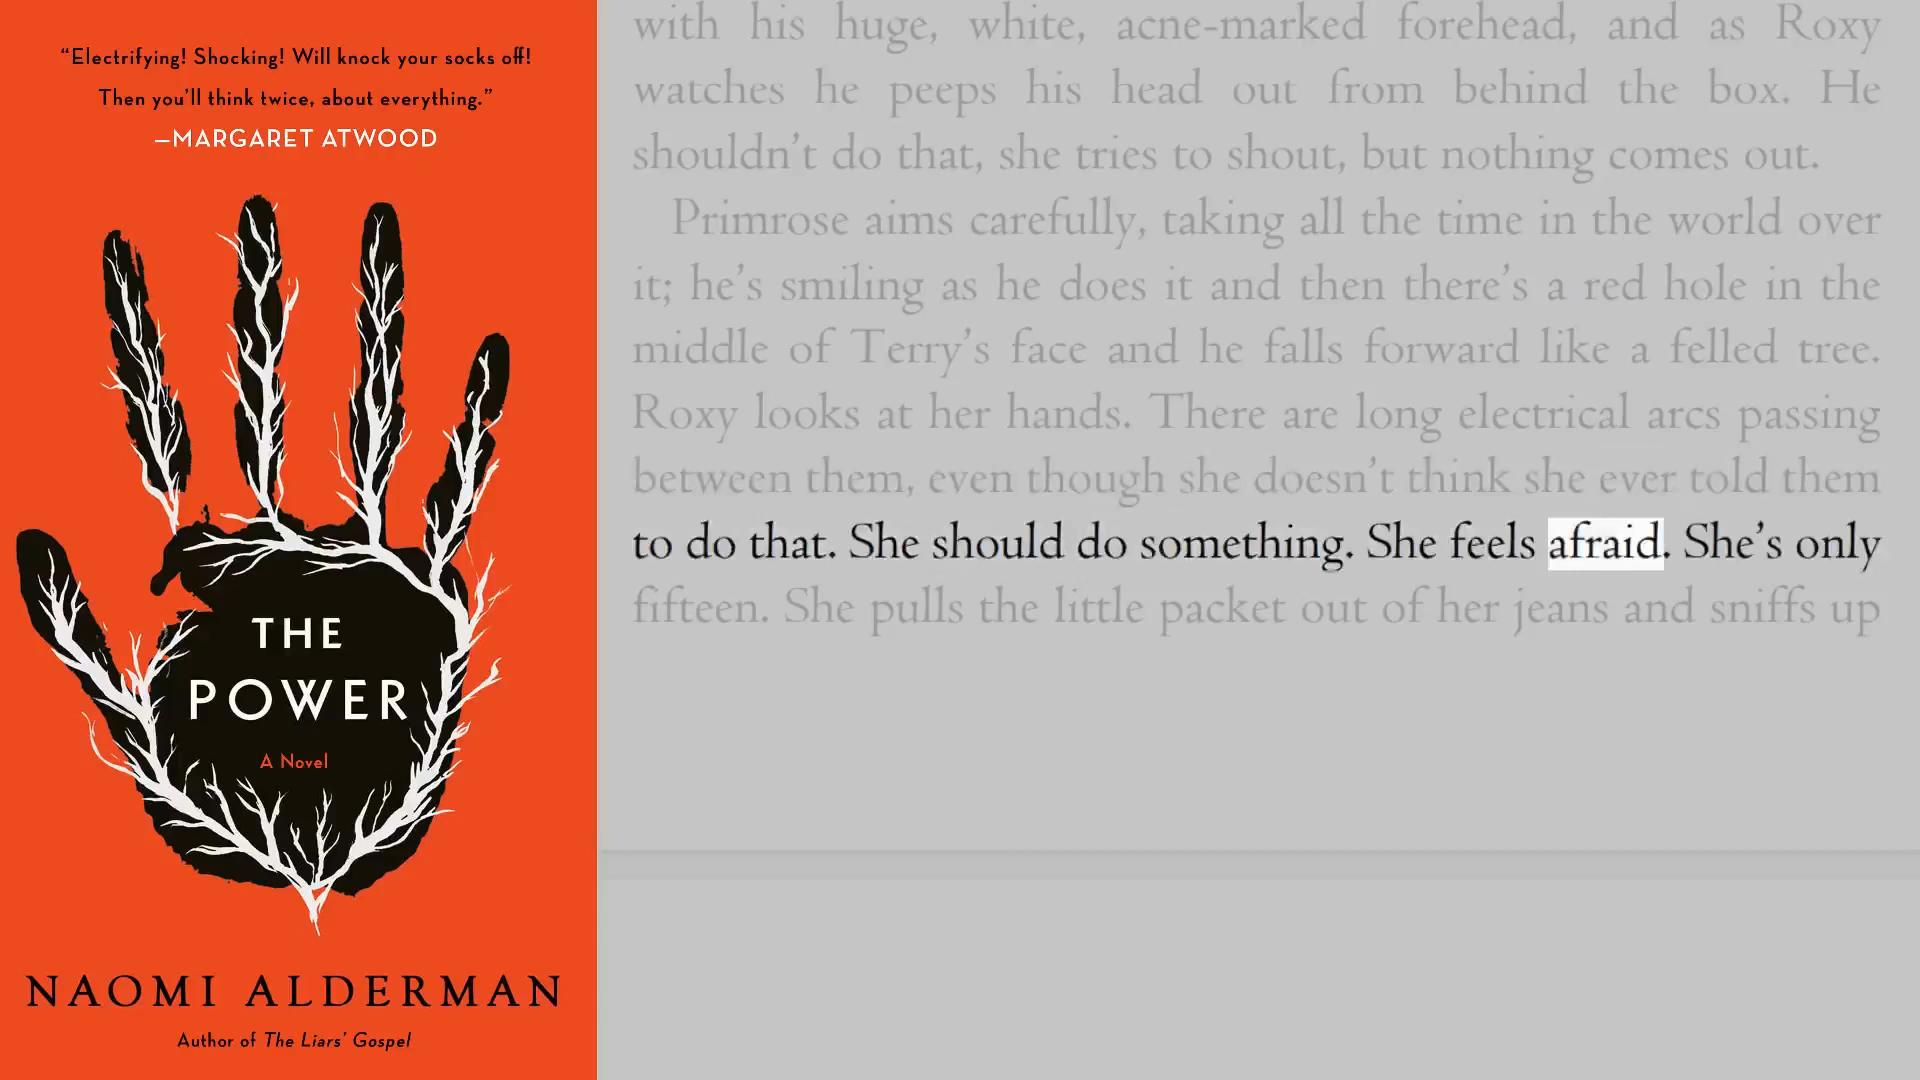 “Electrifying! Shocking! Will knock your socks off!
Then you’ll think twice, about everything.”
—MARGARET ATWOOD
THE
POWER
A Novel
NAOMI ALDERMAN
Author of The Liars’ Gospel
with his huge, white, acne-marked forehead, and as Roxy
watches he peeps his head out from behind the box. He
shouldn’t do that, she tries to shout, but nothing comes out.
Primrose aims carefully, taking all the time in the world over
it; he’s smiling as he does it and then there’s a red hole in the
middle of Terry’s face and he falls forward like a felled tree.
Roxy looks at her hands. There are long electrical arcs passing
between them, even though she doesn’t think she ever told them
to do that. She should do something. She feels afraid. She’s only
fifteen. She pulls the little packet out of her jeans and sniffs up